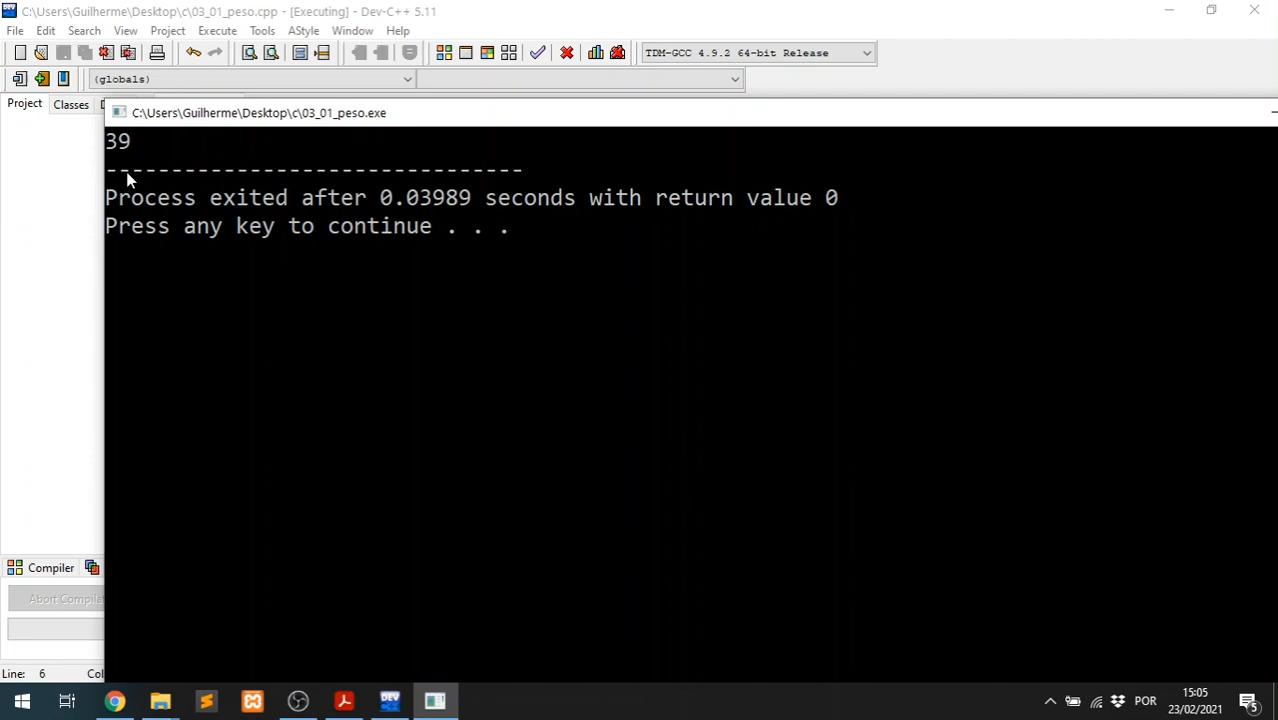 C:\Users\Guilherme\Desktop\c\03_01_peso.cpp - [Executing] - Dev-C++ 5.11
File Edit Search View Project Execute Tools AStyle Window Help
TDM-GCC 4.9.2 64-bit Release
(globals)
Project Classes D
C:\Users\Guilherme\Desktop\c\03_01_peso.exe
39
--------------------------------
Process exited after 0.03989 seconds with return value 0
Press any key to continue . . .
Compiler
Abort Compile
Line: 6 Col
DEV
POR
15:05
23/02/2021
5